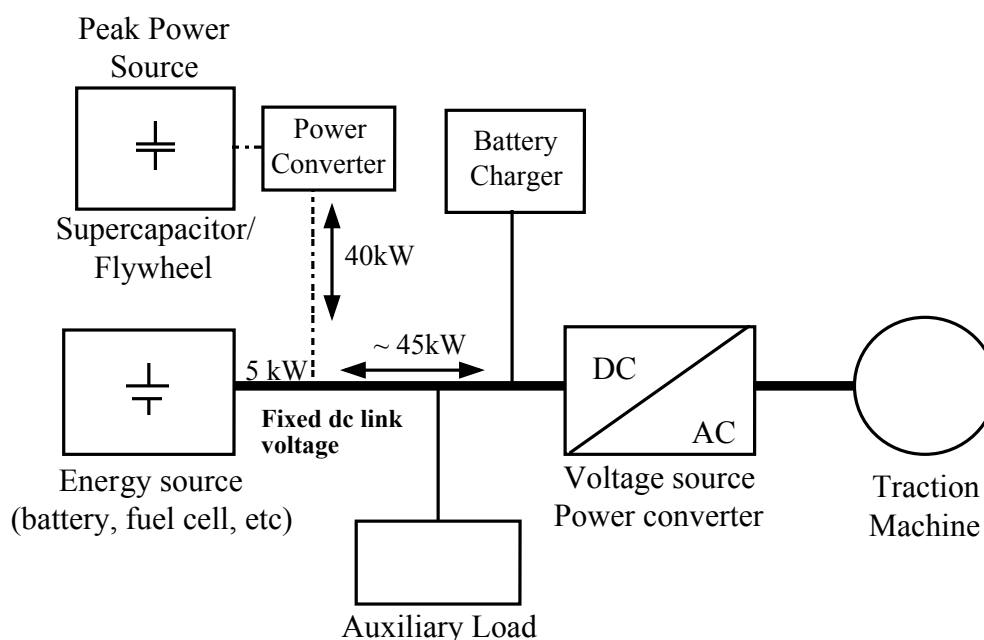 Peak Power
Source
Power
Converter
Battery
Charger
Supercapacitor/
Flywheel
40kW
~ 45kW
5 kW
Fixed dc link
voltage
DC
AC
Energy source
(battery, fuel cell, etc)
Voltage source
Power converter
Traction
Machine
Auxiliary Load